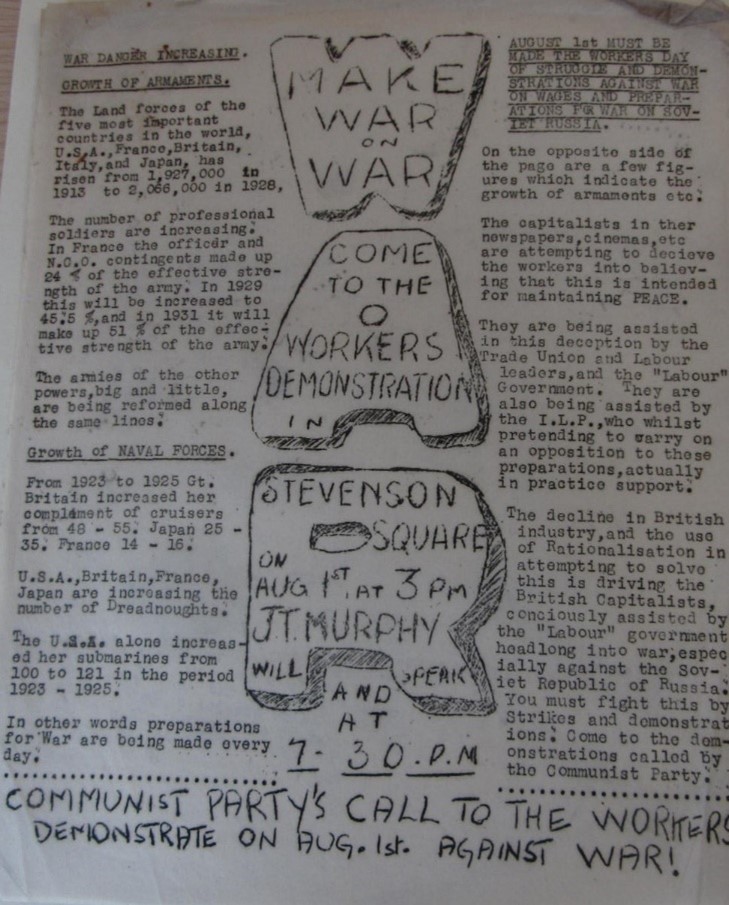 WAR DANGER INCREASING.
GROWTH OF ARMAMENTS.
The Land forces of the
five most important
countries in the world,
U.S.A.,France,Britain,
Italy,and Japan, has
risen from 1,927,000 in
1913 to 2,066,000 in 1928,
The number of professional
soldiers are increasing.
In France the officer and
N.C.O. contingents made up
24 % of the effective stre-
ngth of the army. In 1929
this will be increased to
45.5 %,and in 1931 it will
make up 51 % of the effec-
tive strength of the army.
The armies of the other
powers,big and little,
are being reformed along
the same lines.
Growth of NAVAL FORCES.
From 1923 to 1925 Gt.
Britain increased her
compliment of cruisers
from 48 - 55. Japan 25 -
35. France 14 - 16.
U.S.A.,Britain,France,
Japan are increasing the
number of Dreadnoughts.
The U.S.A. alone increas-
ed her submarines from
100 to 121 in the period
1923 - 1925.
In other words preparations
for War are being made every
day.
MAKE
WAR
ON
WAR
COME
TO THE
WORKERS
DEMONSTRATION
IN
STEVENSON
SQUARE
ON
AUG 1ST. AT 3 PM
J.T. MURPHY
WILL SPEAK
AND
AT
7-30.P.M
AUGUST 1st MUST BE
MADE THE WORKERS DAY
OF STRUGGLE AND DEMON-
STRATIONS AGAINST WAR
ON WAGES AND PREPAR-
ATIONS FOR WAR ON SOV-
IET RUSSIA.
On the opposite side of
the page are a few fig-
ures which indicate the
growth of armaments etc.
The capitalists in ther
newspapers,cinemas,etc
are attempting to decieve
the workers into believ-
ing that this is intended
for maintaining PEACE.
They are being assisted
in this deception by the
Trade Union and Labour
leaders,and the "Labour"
Government. They are
also being assisted by
the I.L.P.,who whilst
pretending to carry on
an opposition to these
preparations,actually
in practice support.
The decline in British
industry,and the use
of Rationalisation in
attempting to solve
this is driving the
British Capitalists,
conciously assisted by
the "Labour" government
headlong into war;espec
ially against the Sov-
iet Republic of Russia.
You must fight this by
Strikes and demonstrat
ions. Come to the dem-
onstrations called by
the Communist Party.
COMMUNIST PARTY'S CALL TO THE WORKERS
DEMONSTRATE ON AUG. 1st. AGAINST WAR!